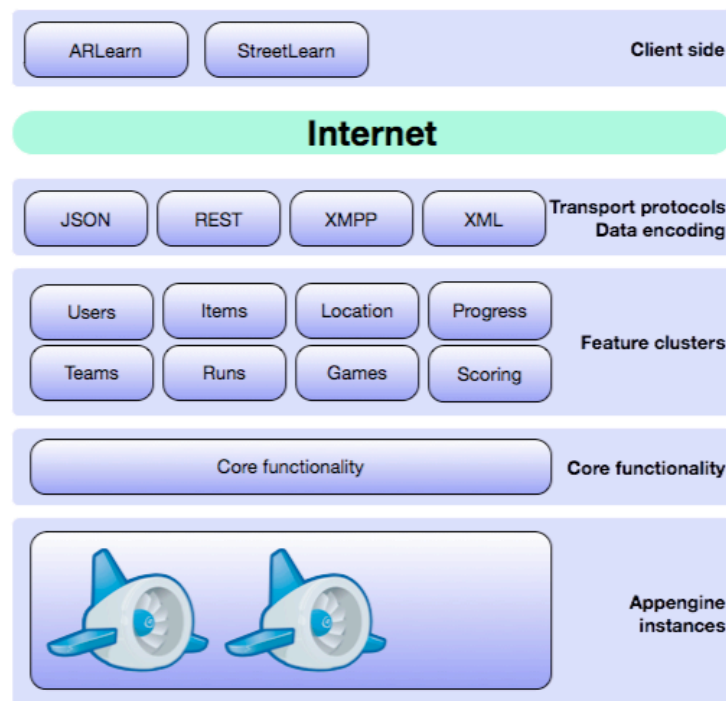 ARLearn
StreetLearn
Client side
Internet
JSON
REST
XMPP
XML
Transport protocols
Data encoding
Users
Items
Location
Progress
Teams
Runs
Games
Scoring
Feature clusters
Core functionality
Core functionality
Appengine
instances